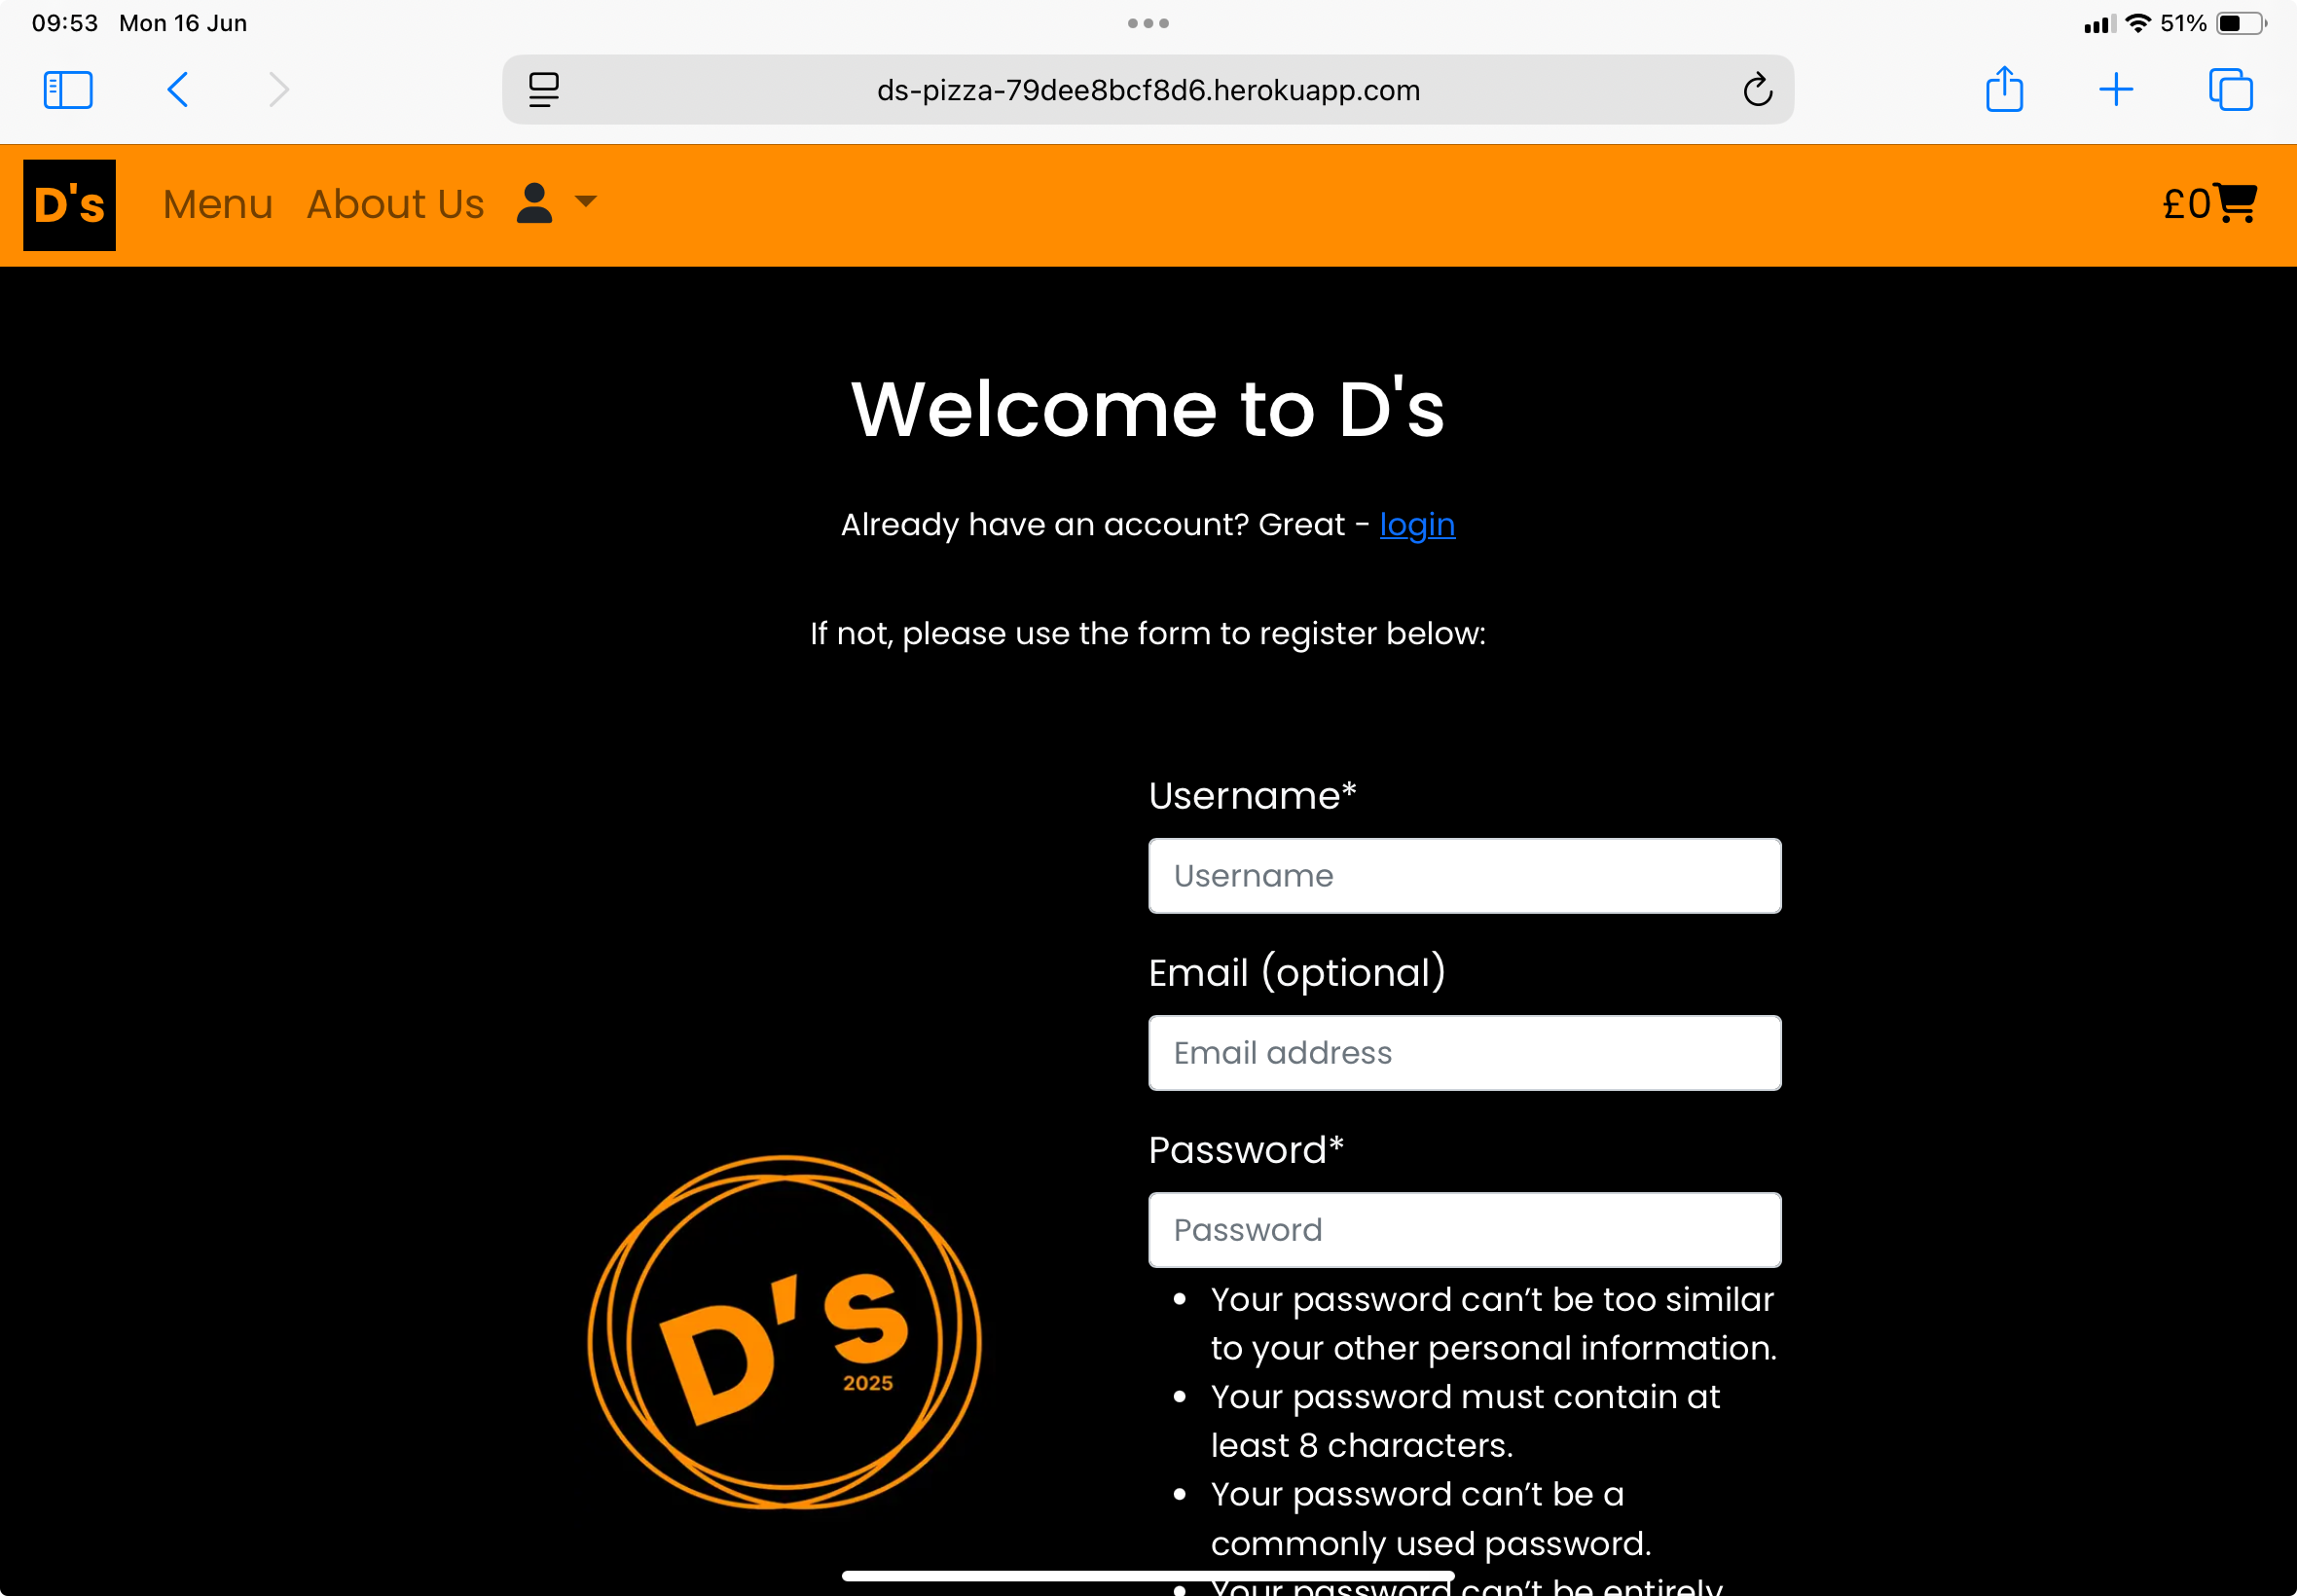 09:53 Mon 16 Jun
51%
ds-pizza-79dee8bcf8d6.herokuapp.com
D's Menu About Us £0
Welcome to D's
Already have an account? Great - login
If not, please use the form to register below:
Username*
Username
Email (optional)
Email address
Password*
Password
• Your password can’t be too similar
to your other personal information.
• Your password must contain at
least 8 characters.
• Your password can’t be a
commonly used password.
• Your password can’t be entirely
D's
2025